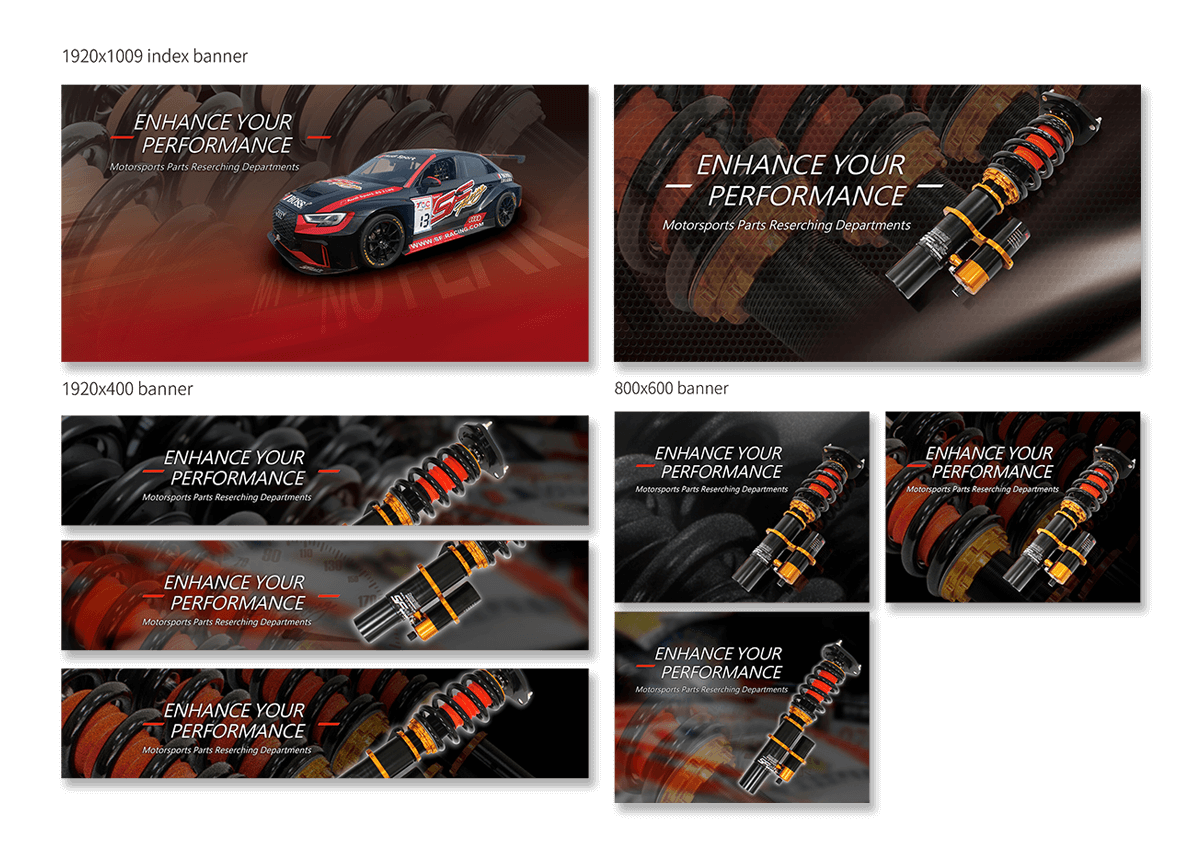 1920x1009 index banner
ENHANCE YOUR
PERFORMANCE
Motorsports Parts Reserching Departments
13
WWW.SF-RACING.COM
NO FEAR
ENHANCE YOUR
PERFORMANCE
Motorsports Parts Reserching Departments
1920x400 banner
ENHANCE YOUR
PERFORMANCE
Motorsports Parts Reserching Departments
ENHANCE YOUR
PERFORMANCE
Motorsports Parts Reserching Departments
ENHANCE YOUR
PERFORMANCE
Motorsports Parts Reserching Departments
800x600 banner
ENHANCE YOUR
PERFORMANCE
Motorsports Parts Reserching Departments
ENHANCE YOUR
PERFORMANCE
Motorsports Parts Reserching Departments
ENHANCE YOUR
PERFORMANCE
Motorsports Parts Reserching Departments